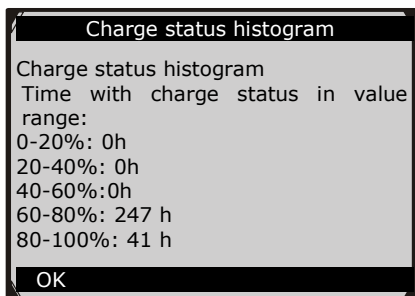 Charge status histogram
Charge status histogram
Time with charge status in value
range:
0-20%: 0h
20-40%: 0h
40-60%:0h
60-80%: 247 h
80-100%: 41 h
OK